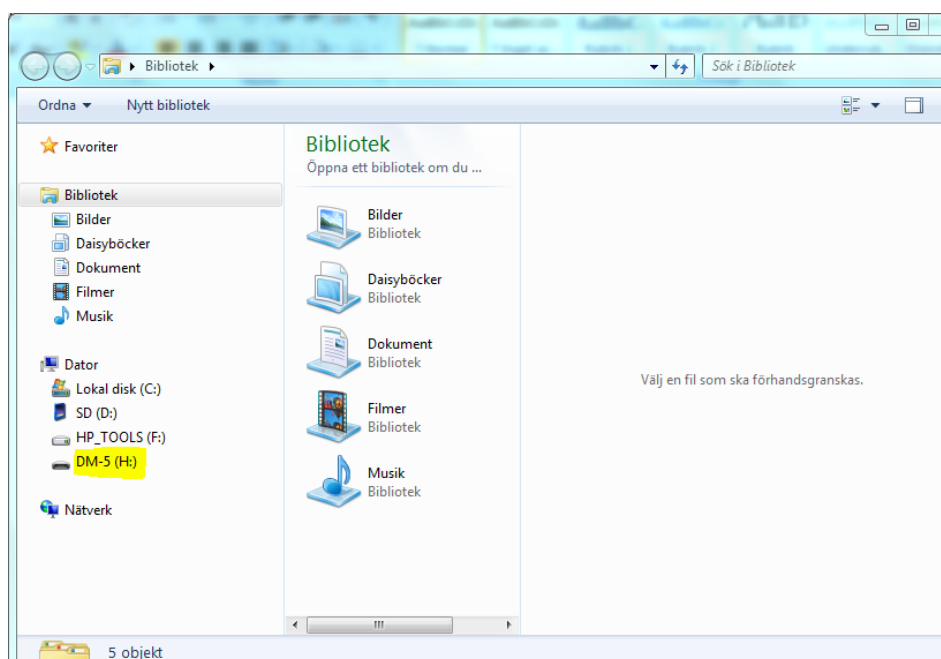 Bibliotek
Sök i Bibliotek
Ordna
Nytt bibliotek
Favoriter
Bibliotek
Bilder
Daisyböcker
Dokument
Filmer
Musik
Dator
Lokal disk (C:)
SD (D:)
HP_TOOLS (F:)
DM-5 (H:)
Nätverk
Bibliotek
Öppna ett bibliotek om du ...
Bilder
Bibliotek
Daisyböcker
Bibliotek
Dokument
Bibliotek
Filmer
Bibliotek
Musik
Bibliotek
Välj en fil som ska förhandsgranskas.
5 objekt